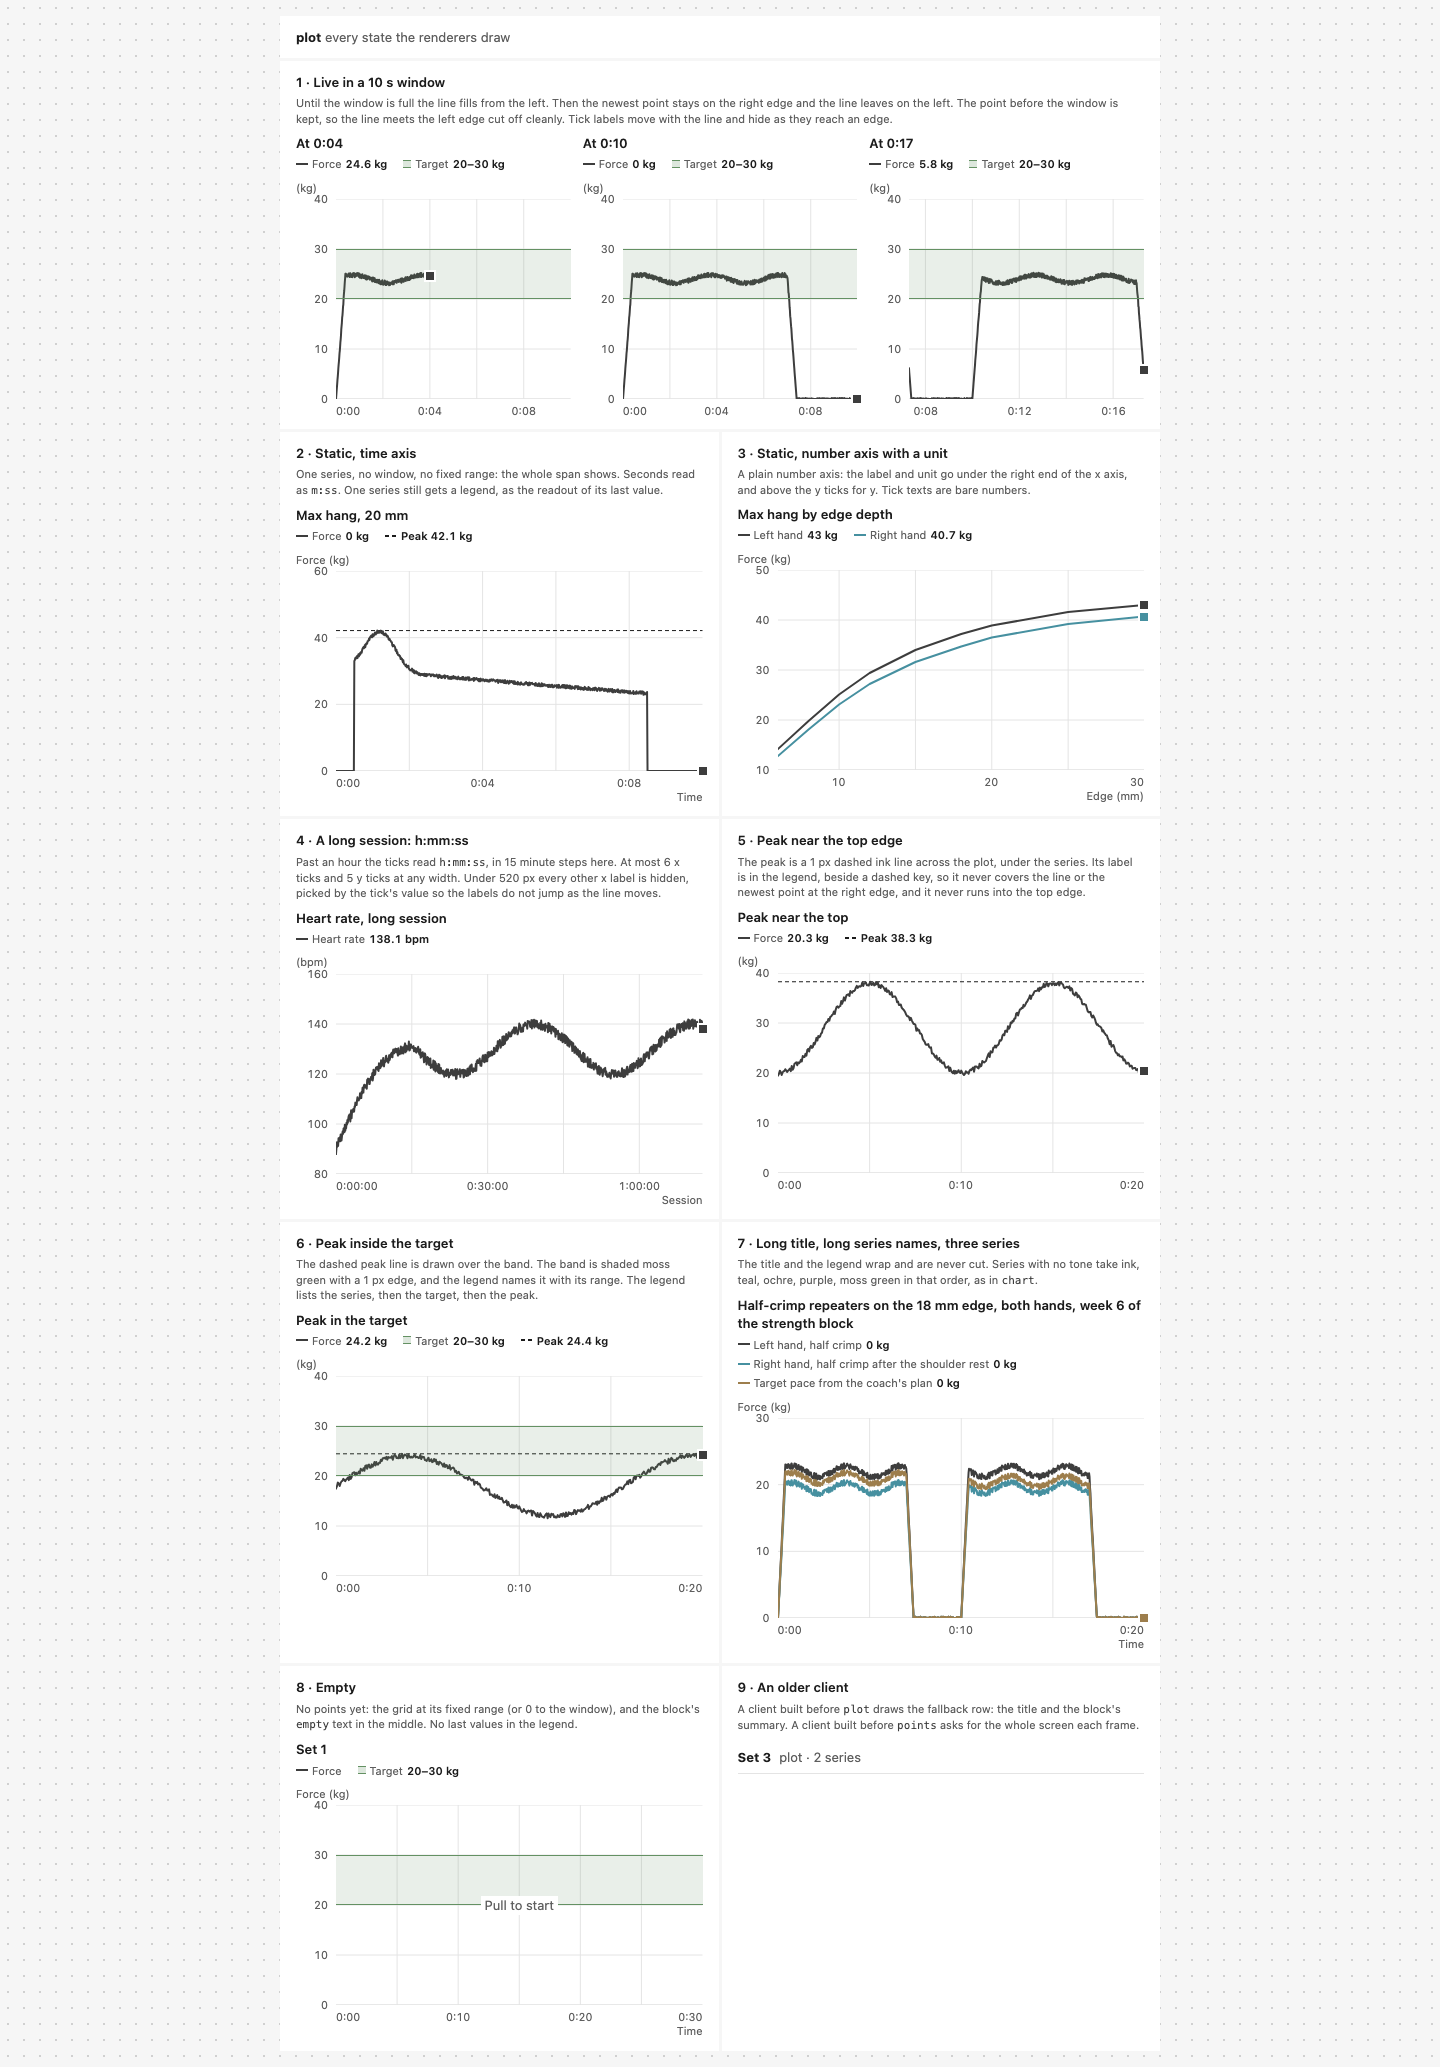 plot every state the renderers draw
1 · Live in a 10 s window
Until the window is full the line fills from the left. Then the newest point stays on the right edge and the line leaves on the left. The point before the window is
kept, so the line meets the left edge cut off cleanly. Tick labels move with the line and hide as they reach an edge.
At 0:04
Force 24.6 kg Target 20–30 kg
(kg)
40
30
20
10
0
0:00 0:04 0:08
At 0:10
Force 0 kg Target 20–30 kg
(kg)
40
30
20
10
0
0:00 0:04 0:08
At 0:17
Force 5.8 kg Target 20–30 kg
(kg)
40
30
20
10
0
0:08 0:12 0:16
2 · Static, time axis
One series, no window, no fixed range: the whole span shows. Seconds read
as m:ss. One series still gets a legend, as the readout of its last value.
Max hang, 20 mm
Force 0 kg Peak 42.1 kg
Force (kg)
60
40
20
0
0:00 0:04 0:08
Time
3 · Static, number axis with a unit
A plain number axis: the label and unit go under the right end of the x axis,
and above the y ticks for y. Tick texts are bare numbers.
Max hang by edge depth
Left hand 43 kg Right hand 40.7 kg
Force (kg)
50
40
30
20
10
10 20 30
Edge (mm)
4 · A long session: h:mm:ss
Past an hour the ticks read h:mm:ss, in 15 minute steps here. At most 6 x
ticks and 5 y ticks at any width. Under 520 px every other x label is hidden,
picked by the tick's value so the labels do not jump as the line moves.
Heart rate, long session
Heart rate 138.1 bpm
(bpm)
160
140
120
100
80
0:00:00 0:30:00 1:00:00
Session
5 · Peak near the top edge
The peak is a 1 px dashed ink line across the plot, under the series. Its label
is in the legend, beside a dashed key, so it never covers the line or the
newest point at the right edge, and it never runs into the top edge.
Peak near the top
Force 20.3 kg Peak 38.3 kg
(kg)
40
30
20
10
0
0:00 0:10 0:20
6 · Peak inside the target
The dashed peak line is drawn over the band. The band is shaded moss
green with a 1 px edge, and the legend names it with its range. The legend
lists the series, then the target, then the peak.
Peak in the target
Force 24.2 kg Target 20–30 kg Peak 24.4 kg
(kg)
40
30
20
10
0
0:00 0:10 0:20
7 · Long title, long series names, three series
The title and the legend wrap and are never cut. Series with no tone take ink,
teal, ochre, purple, moss green in that order, as in chart.
Half-crimp repeaters on the 18 mm edge, both hands, week 6 of
the strength block
Left hand, half crimp 0 kg
Right hand, half crimp after the shoulder rest 0 kg
Target pace from the coach's plan 0 kg
Force (kg)
30
20
10
0
0:00 0:10 0:20
Time
8 · Empty
No points yet: the grid at its fixed range (or 0 to the window), and the block's
empty text in the middle. No last values in the legend.
Set 1
Force Target 20–30 kg
Force (kg)
40
30
20
Pull to start
10
0
0:00 0:10 0:20 0:30
Time
9 · An older client
A client built before plot draws the fallback row: the title and the block's
summary. A client built before points asks for the whole screen each frame.
Set 3 plot · 2 series